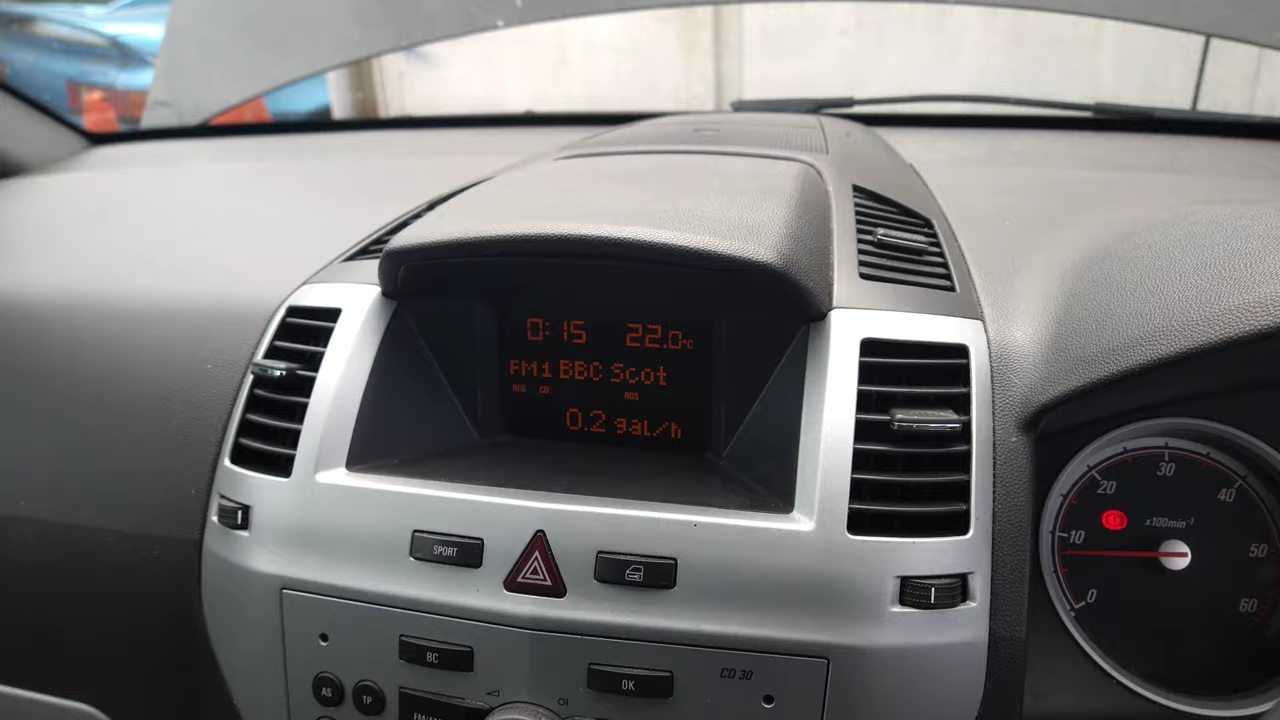 0:15 22.0°C
FM1 BBC Scot
REG CD RDS
0.2 gal/h
SPORT
BC
OK
CD 30
AS
TP
0
10
20
30
40
50
60
x100min⁻¹